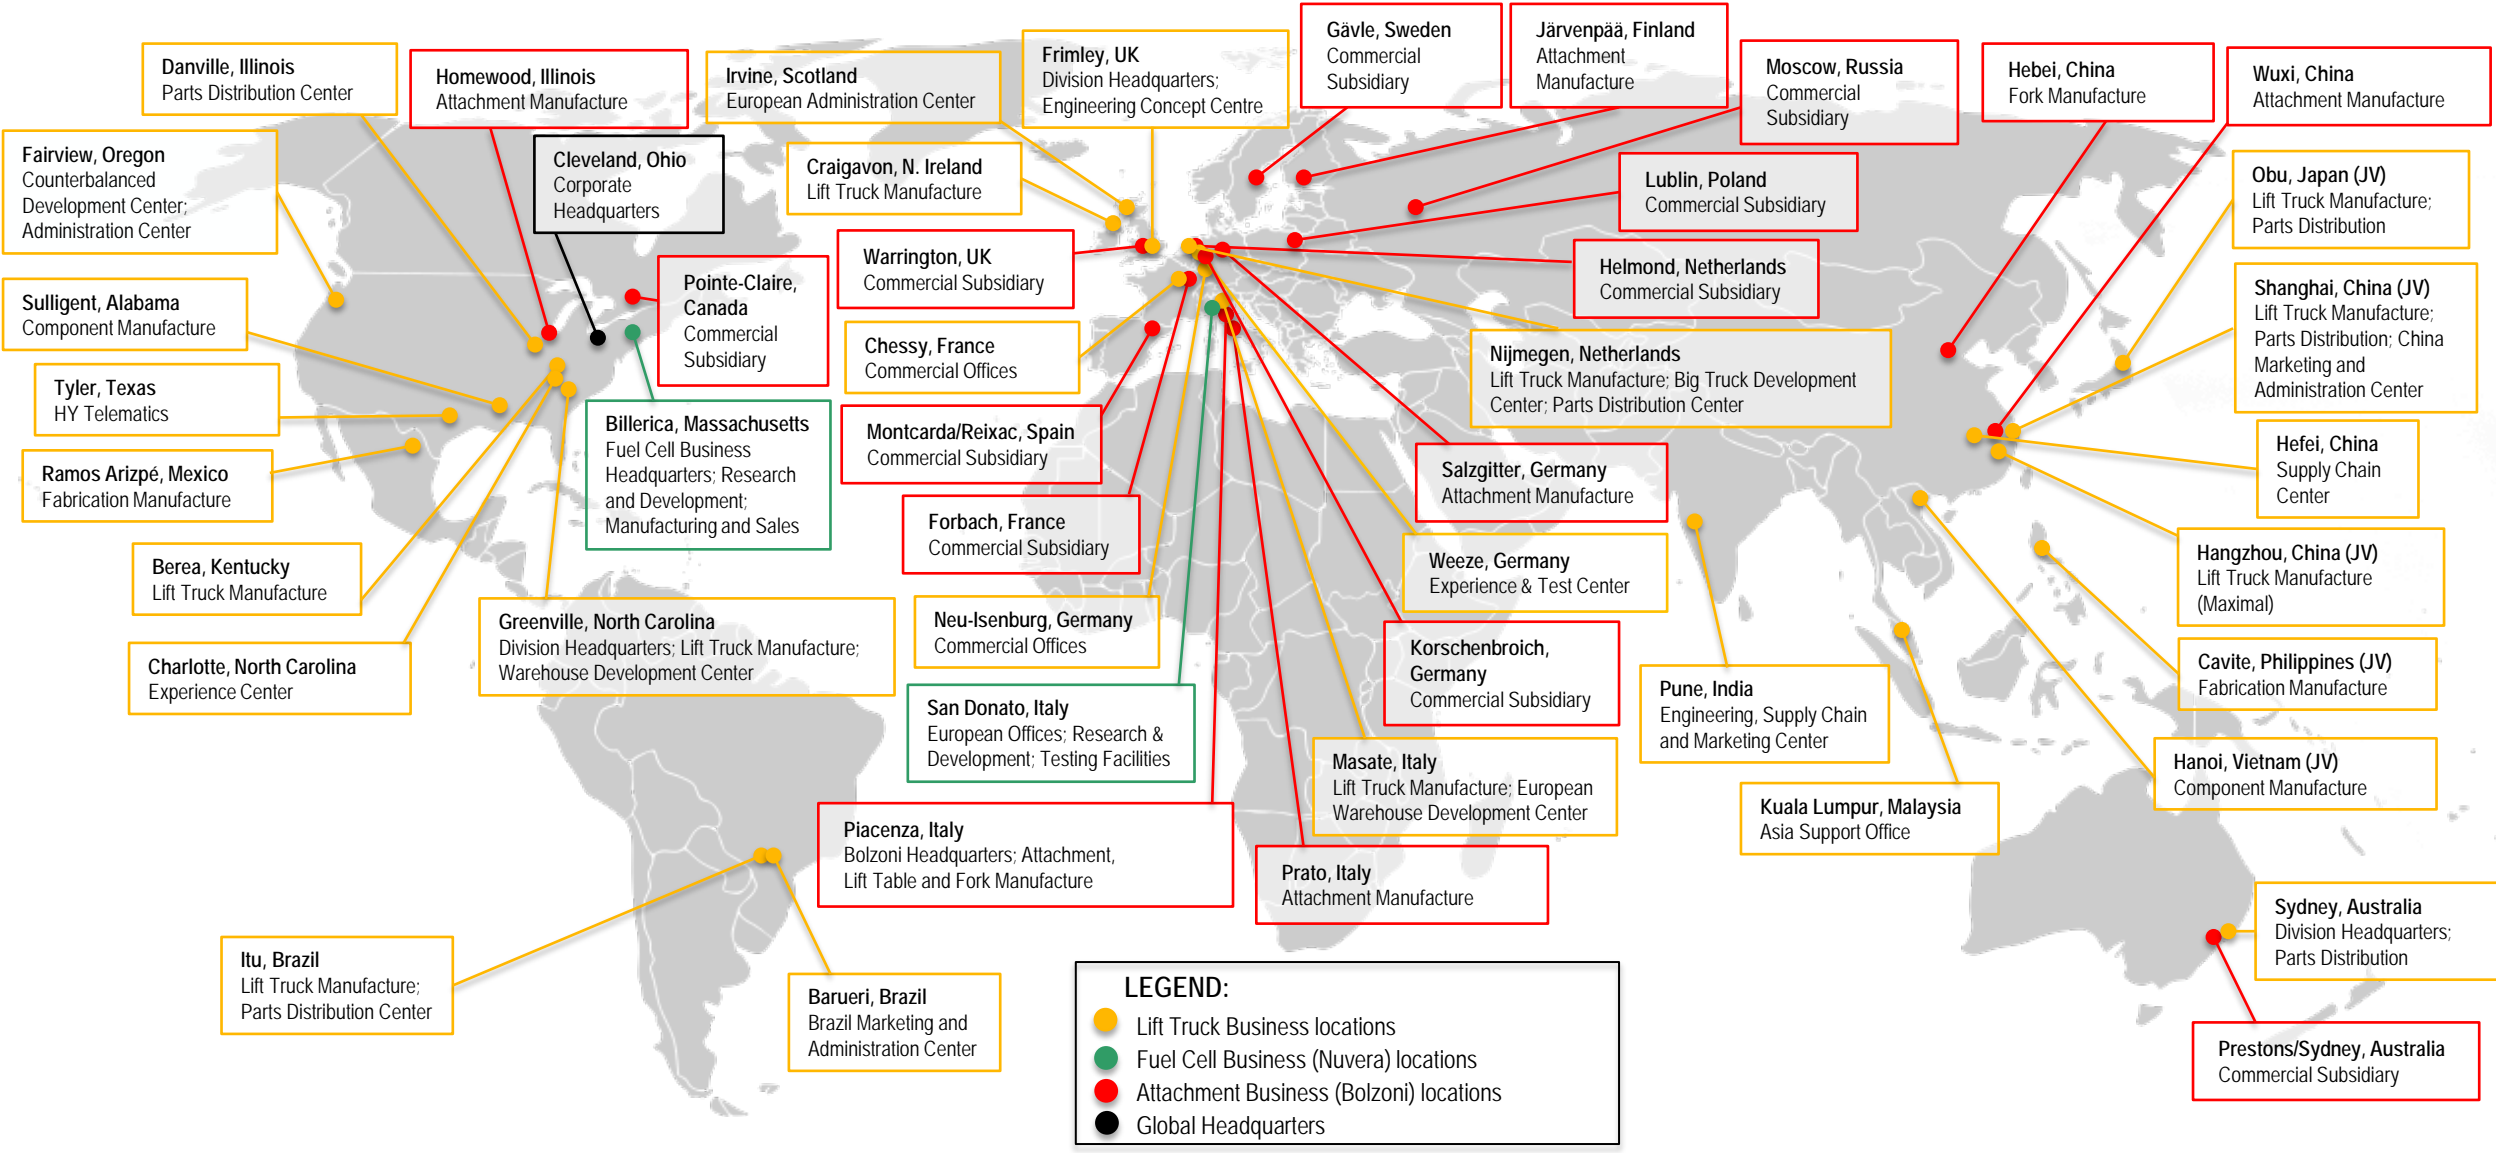 Danville, Illinois
Parts Distribution Center
Homewood, Illinois
Attachment Manufacture
Irvine, Scotland
European Administration Center
Frimley, UK
Division Headquarters;
Engineering Concept Centre
Gävle, Sweden
Commercial
Subsidiary
Järvenpää, Finland
Attachment
Manufacture
Moscow, Russia
Commercial
Subsidiary
Hebei, China
Fork Manufacture
Wuxi, China
Attachment Manufacture
Fairview, Oregon
Counterbalanced
Development Center;
Administration Center
Cleveland, Ohio
Corporate
Headquarters
Craigavon, N. Ireland
Lift Truck Manufacture
Lublin, Poland
Commercial Subsidiary
Obu, Japan (JV)
Lift Truck Manufacture;
Parts Distribution
Warrington, UK
Commercial Subsidiary
Helmond, Netherlands
Commercial Subsidiary
Sulligent, Alabama
Component Manufacture
Pointe-Claire,
Canada
Commercial
Subsidiary
Shanghai, China (JV)
Lift Truck Manufacture;
Parts Distribution; China
Marketing and
Administration Center
Chessy, France
Commercial Offices
Nijmegen, Netherlands
Lift Truck Manufacture; Big Truck Development
Center; Parts Distribution Center
Tyler, Texas
HY Telematics
Billerica, Massachusetts
Fuel Cell Business
Headquarters; Research
and Development;
Manufacturing and Sales
Montcarda/Reixac, Spain
Commercial Subsidiary
Hefei, China
Supply Chain
Center
Ramos Arizpé, Mexico
Fabrication Manufacture
Salzgitter, Germany
Attachment Manufacture
Forbach, France
Commercial Subsidiary
Berea, Kentucky
Lift Truck Manufacture
Weeze, Germany
Experience & Test Center
Hangzhou, China (JV)
Lift Truck Manufacture
(Maximal)
Greenville, North Carolina
Division Headquarters; Lift Truck Manufacture;
Warehouse Development Center
Neu-Isenburg, Germany
Commercial Offices
Korschenbroich,
Germany
Commercial Subsidiary
Charlotte, North Carolina
Experience Center
Pune, India
Engineering, Supply Chain
and Marketing Center
Cavite, Philippines (JV)
Fabrication Manufacture
San Donato, Italy
European Offices; Research &
Development; Testing Facilities
Masate, Italy
Lift Truck Manufacture; European
Warehouse Development Center
Hanoi, Vietnam (JV)
Component Manufacture
Kuala Lumpur, Malaysia
Asia Support Office
Piacenza, Italy
Bolzoni Headquarters; Attachment,
Lift Table and Fork Manufacture
Prato, Italy
Attachment Manufacture
Sydney, Australia
Division Headquarters;
Parts Distribution
Itu, Brazil
Lift Truck Manufacture;
Parts Distribution Center
Barueri, Brazil
Brazil Marketing and
Administration Center
Prestons/Sydney, Australia
Commercial Subsidiary
LEGEND:
Lift Truck Business locations
Fuel Cell Business (Nuvera) locations
Attachment Business (Bolzoni) locations
Global Headquarters